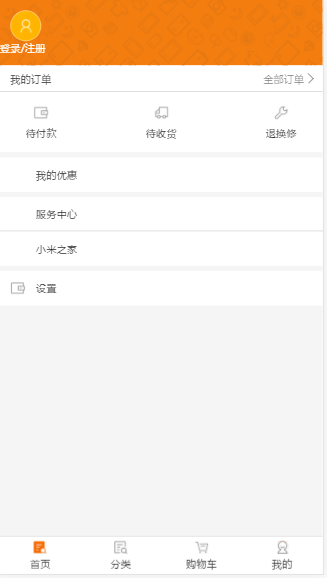 登录/注册
我的订单 全部订单
待付款 待收货 退换修
我的优惠
服务中心
小米之家
设置
首页 分类 购物车 我的